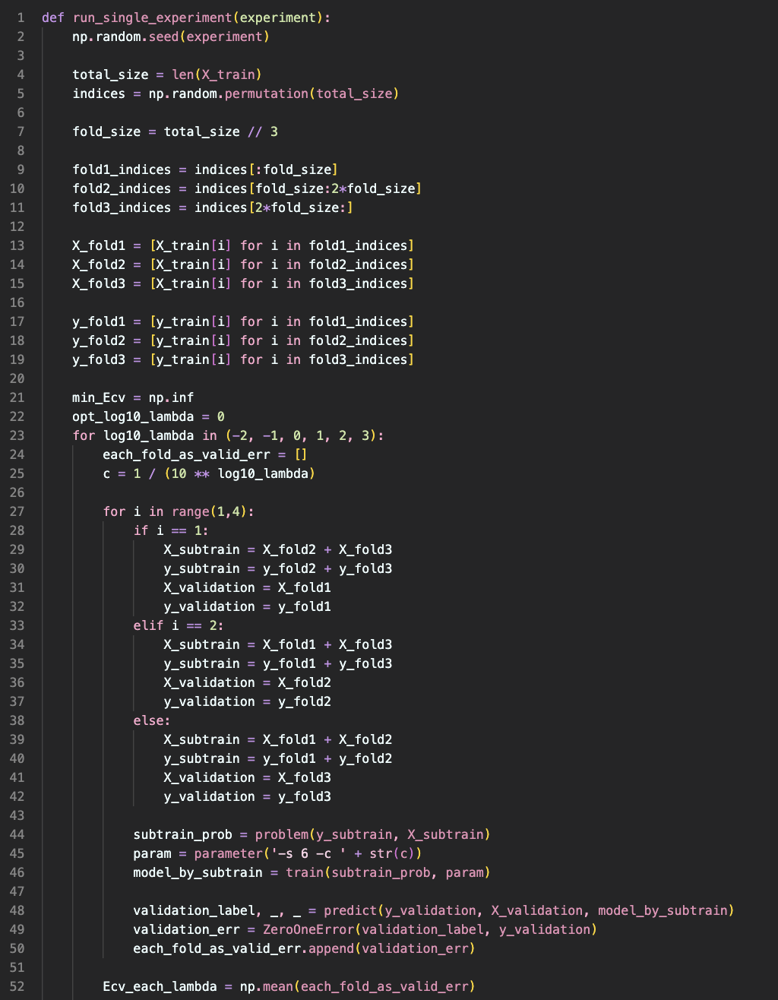 1 def run_single_experiment(experiment):
2     np.random.seed(experiment)
3
4     total_size = len(X_train)
5     indices = np.random.permutation(total_size)
6
7     fold_size = total_size // 3
8
9     fold1_indices = indices[:fold_size]
10     fold2_indices = indices[fold_size:2*fold_size]
11     fold3_indices = indices[2*fold_size:]
12
13     X_fold1 = [X_train[i] for i in fold1_indices]
14     X_fold2 = [X_train[i] for i in fold2_indices]
15     X_fold3 = [X_train[i] for i in fold3_indices]
16
17     y_fold1 = [y_train[i] for i in fold1_indices]
18     y_fold2 = [y_train[i] for i in fold2_indices]
19     y_fold3 = [y_train[i] for i in fold3_indices]
20
21     min_Ecv = np.inf
22     opt_log10_lambda = 0
23     for log10_lambda in (-2, -1, 0, 1, 2, 3):
24         each_fold_as_valid_err = []
25         c = 1 / (10 ** log10_lambda)
26
27         for i in range(1,4):
28             if i == 1:
29                 X_subtrain = X_fold2 + X_fold3
30                 y_subtrain = y_fold2 + y_fold3
31                 X_validation = X_fold1
32                 y_validation = y_fold1
33             elif i == 2:
34                 X_subtrain = X_fold1 + X_fold3
35                 y_subtrain = y_fold1 + y_fold3
36                 X_validation = X_fold2
37                 y_validation = y_fold2
38             else:
39                 X_subtrain = X_fold1 + X_fold2
40                 y_subtrain = y_fold1 + y_fold2
41                 X_validation = X_fold3
42                 y_validation = y_fold3
43
44             subtrain_prob = problem(y_subtrain, X_subtrain)
45             param = parameter('-s 6 -c ' + str(c))
46             model_by_subtrain = train(subtrain_prob, param)
47
48             validation_label, _, _ = predict(y_validation, X_validation, model_by_subtrain)
49             validation_err = ZeroOneError(validation_label, y_validation)
50             each_fold_as_valid_err.append(validation_err)
51
52         Ecv_each_lambda = np.mean(each_fold_as_valid_err)